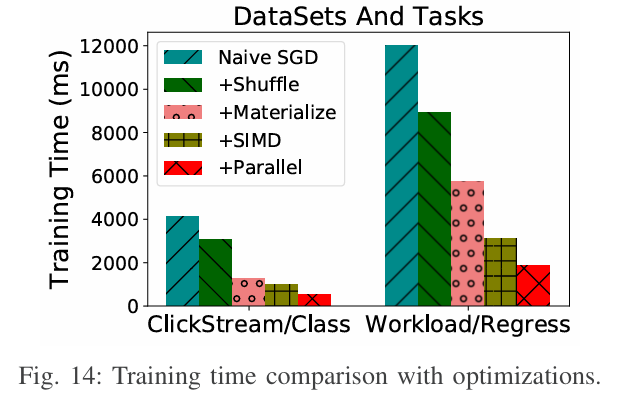 DataSets And Tasks
Training Time (ms)
12000
10000
8000
6000
4000
2000
0
Naive SGD
+Shuffle
+Materialize
+SIMD
+Parallel
ClickStream/Class
Workload/Regress
Fig. 14: Training time comparison with optimizations.